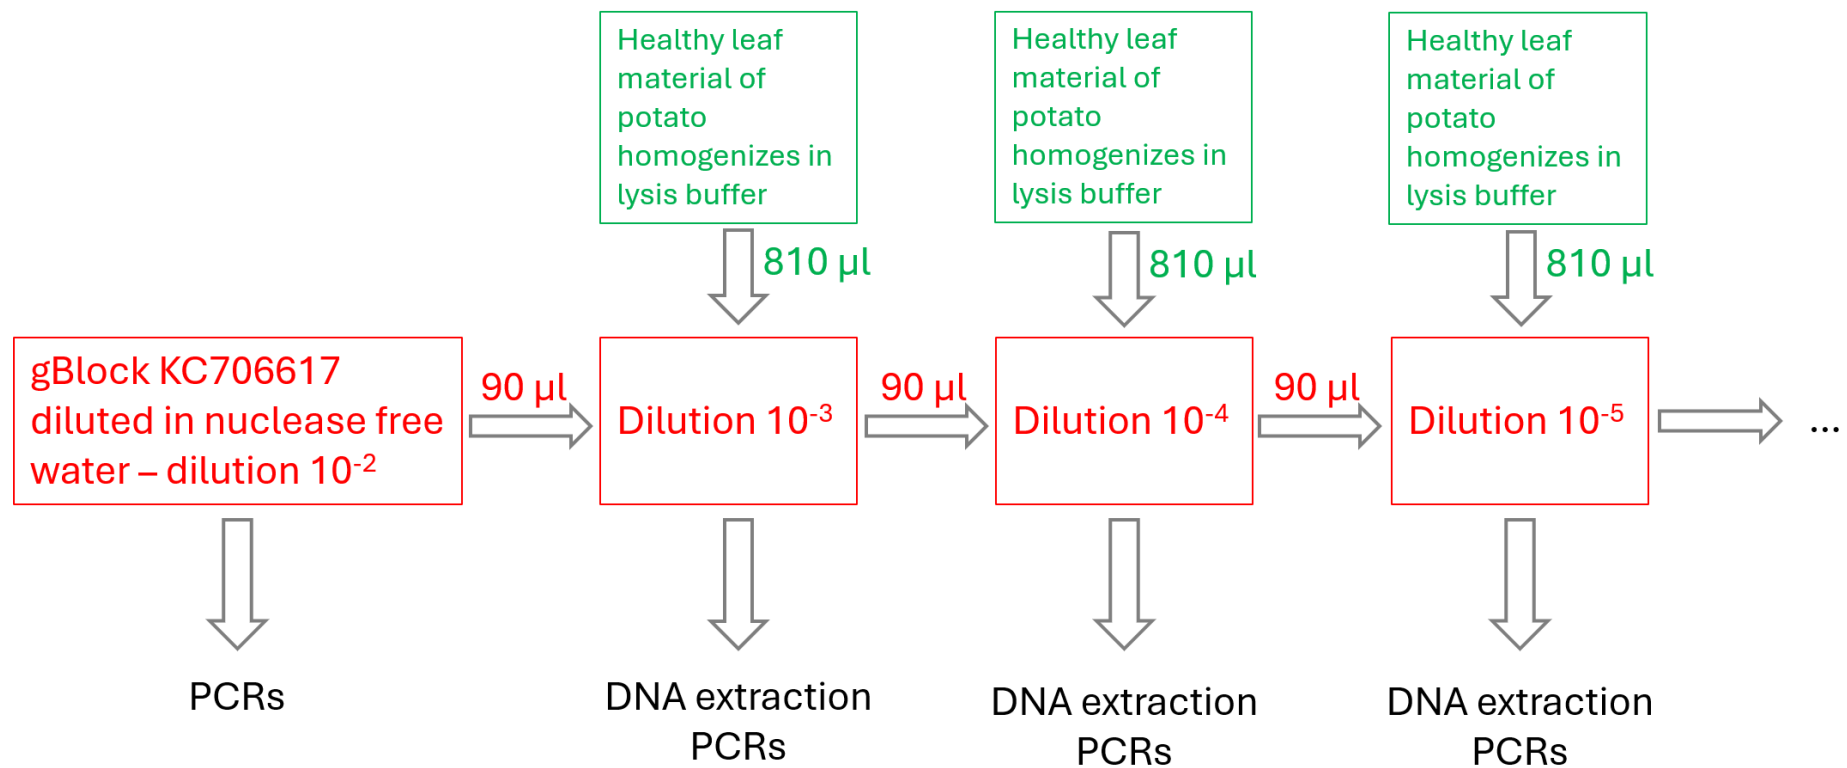 Healthy leaf
material of
potato
homogenizes in
lysis buffer
Healthy leaf
material of
potato
homogenizes in
lysis buffer
Healthy leaf
material of
potato
homogenizes in
lysis buffer
810 µl
810 µl
810 µl
gBlock KC706617
diluted in nuclease free
water – dilution 10⁻²
90 µl
Dilution 10⁻³
90 µl
Dilution 10⁻⁴
90 µl
Dilution 10⁻⁵
...
PCRs
DNA extraction
PCRs
DNA extraction
PCRs
DNA extraction
PCRs